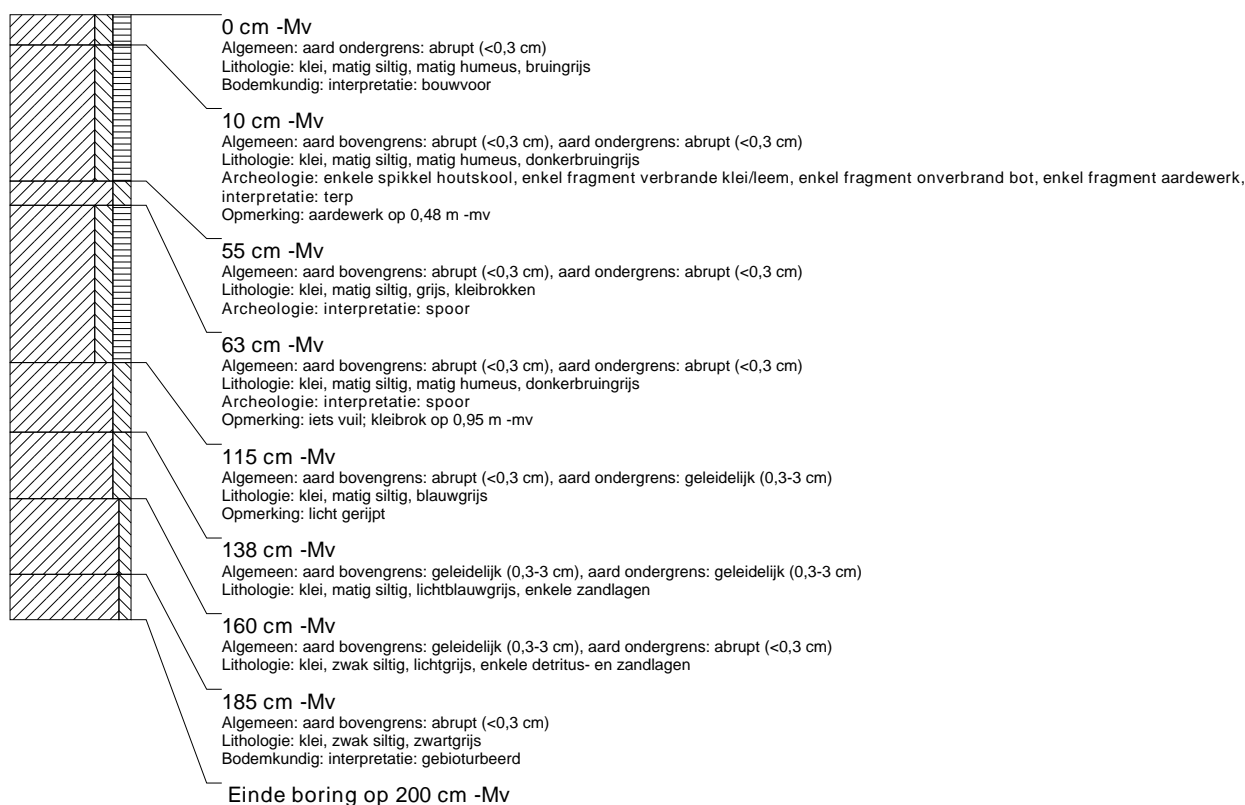 0 cm -Mv
Algemeen: aard ondergrens: abrupt (<0,3 cm)
Lithologie: klei, matig siltig, matig humeus, bruingrijs
Bodemkundig: interpretatie: bouwvoor
10 cm -Mv
Algemeen: aard bovengrens: abrupt (<0,3 cm), aard ondergrens: abrupt (<0,3 cm)
Lithologie: klei, matig siltig, matig humeus, donkerbruingrijs
Archeologie: enkele spikkel houtskool, enkel fragment verbrande klei/leem, enkel fragment onverbrand bot, enkel fragment aardewerk,
interpretatie: terp
Opmerking: aardewerk op 0,48 m -mv
55 cm -Mv
Algemeen: aard bovengrens: abrupt (<0,3 cm), aard ondergrens: abrupt (<0,3 cm)
Lithologie: klei, matig siltig, grijs, kleibrokken
Archeologie: interpretatie: spoor
63 cm -Mv
Algemeen: aard bovengrens: abrupt (<0,3 cm), aard ondergrens: abrupt (<0,3 cm)
Lithologie: klei, matig siltig, matig humeus, donkerbruingrijs
Archeologie: interpretatie: spoor
Opmerking: iets vuil; kleibrok op 0,95 m -mv
115 cm -Mv
Algemeen: aard bovengrens: abrupt (<0,3 cm), aard ondergrens: geleidelijk (0,3-3 cm)
Lithologie: klei, matig siltig, blauwgrijs
Opmerking: licht gerijpt
138 cm -Mv
Algemeen: aard bovengrens: geleidelijk (0,3-3 cm), aard ondergrens: geleidelijk (0,3-3 cm)
Lithologie: klei, matig siltig, lichtblauwgrijs, enkele zandlagen
160 cm -Mv
Algemeen: aard bovengrens: geleidelijk (0,3-3 cm), aard ondergrens: abrupt (<0,3 cm)
Lithologie: klei, zwak siltig, lichtgrijs, enkele detritus- en zandlagen
185 cm -Mv
Algemeen: aard bovengrens: abrupt (<0,3 cm)
Lithologie: klei, zwak siltig, zwartgrijs
Bodemkundig: interpretatie: gebioturbeerd
Einde boring op 200 cm -Mv